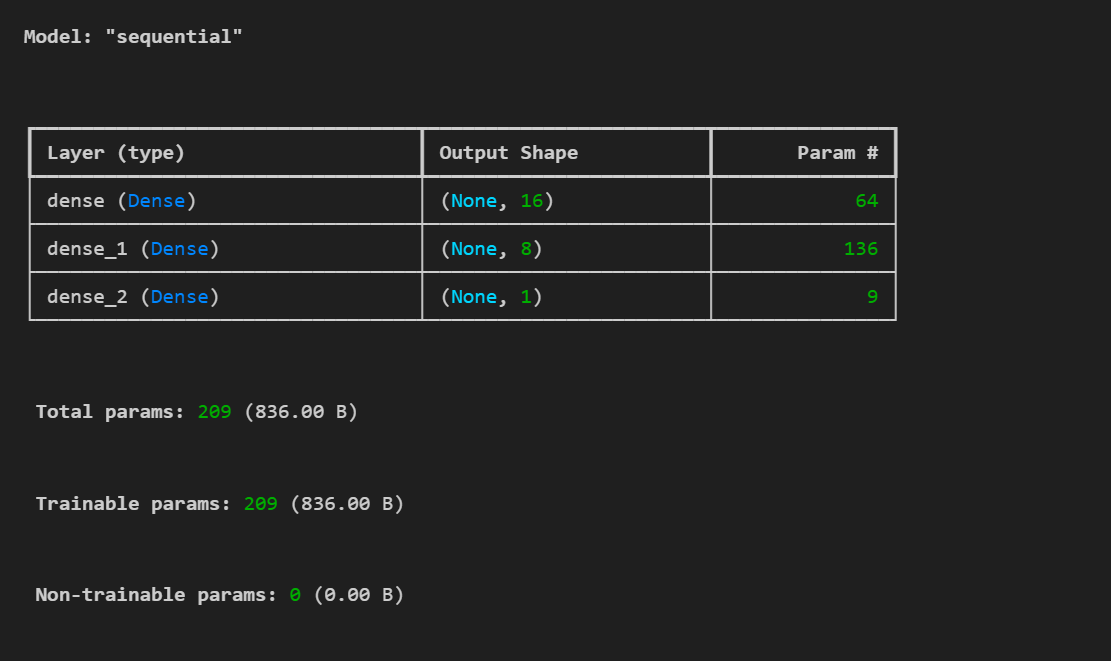 Model: "sequential"
Layer (type) Output Shape Param #
dense (Dense) (None, 16) 64
dense_1 (Dense) (None, 8) 136
dense_2 (Dense) (None, 1) 9
Total params: 209 (836.00 B)
Trainable params: 209 (836.00 B)
Non-trainable params: 0 (0.00 B)